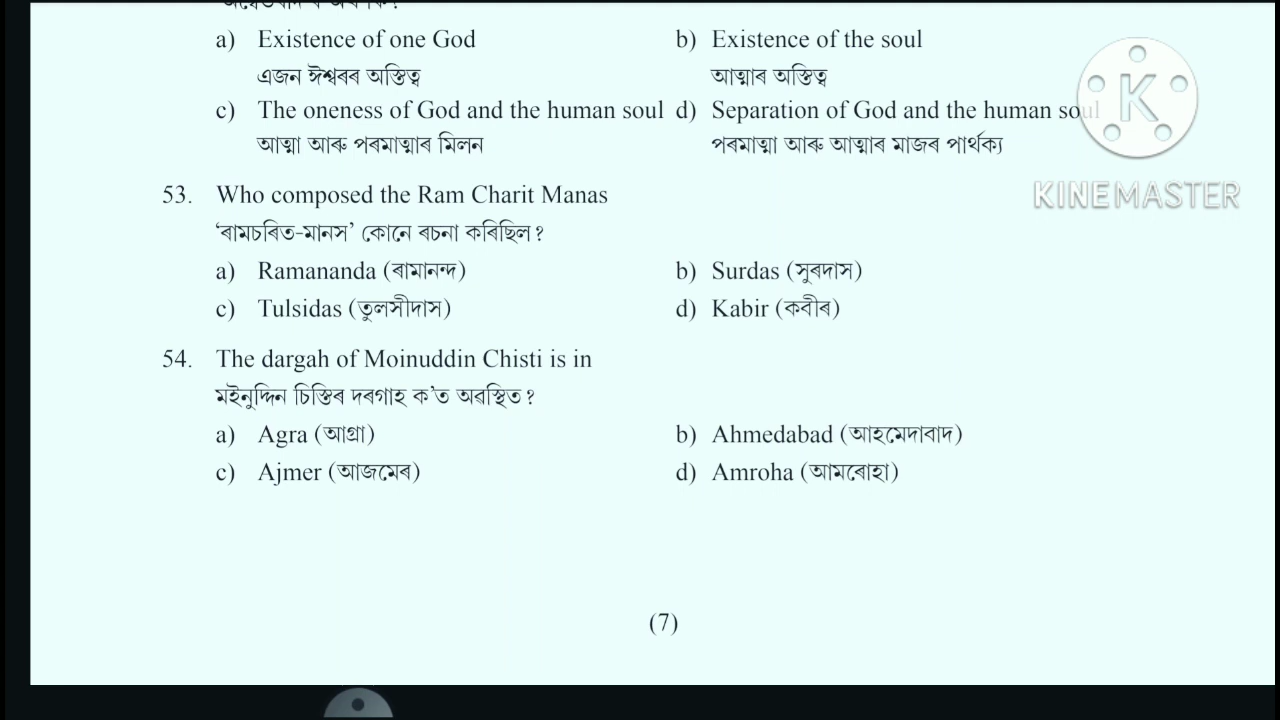 a) Existence of one God b) Existence of the soul
এজন ঈশ্বৰৰ অস্তিত্ব আত্মাৰ অস্তিত্ব
c) The oneness of God and the human soul d) Separation of God and the human soul
আত্মা আৰু পৰমাত্মাৰ মিলন পৰমাত্মা আৰু আত্মাৰ মাজৰ পাৰ্থক্য
K
KINEMASTER
53. Who composed the Ram Charit Manas
‘ৰামচৰিত-মানস’ কোনে ৰচনা কৰিছিল?
a) Ramananda (ৰামানন্দ) b) Surdas (সুৰদাস)
c) Tulsidas (তুলসীদাস) d) Kabir (কবীৰ)
54. The dargah of Moinuddin Chisti is in
মইনুদ্দিন চিস্তিৰ দৰগাহ ক'ত অৱস্থিত?
a) Agra (আগ্ৰা) b) Ahmedabad (আহমেদাবাদ)
c) Ajmer (আজমেৰ) d) Amroha (আমৰোহা)
(7)